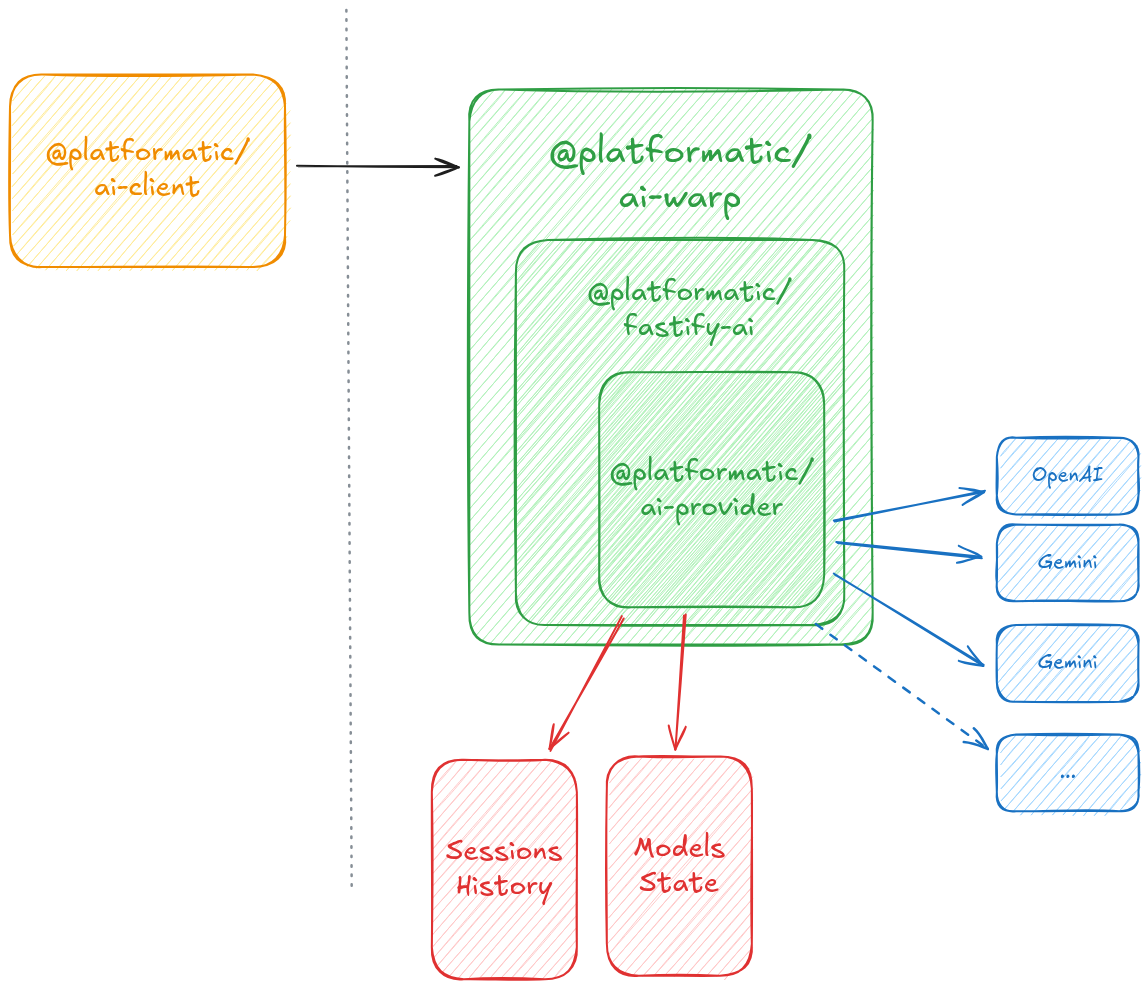 @platformatic/
ai-client
@platformatic/
ai-warp
@platformatic/
fastify-ai
@platformatic/
ai-provider
OpenAI
Gemini
Gemini
...
Sessions
History
Models
State